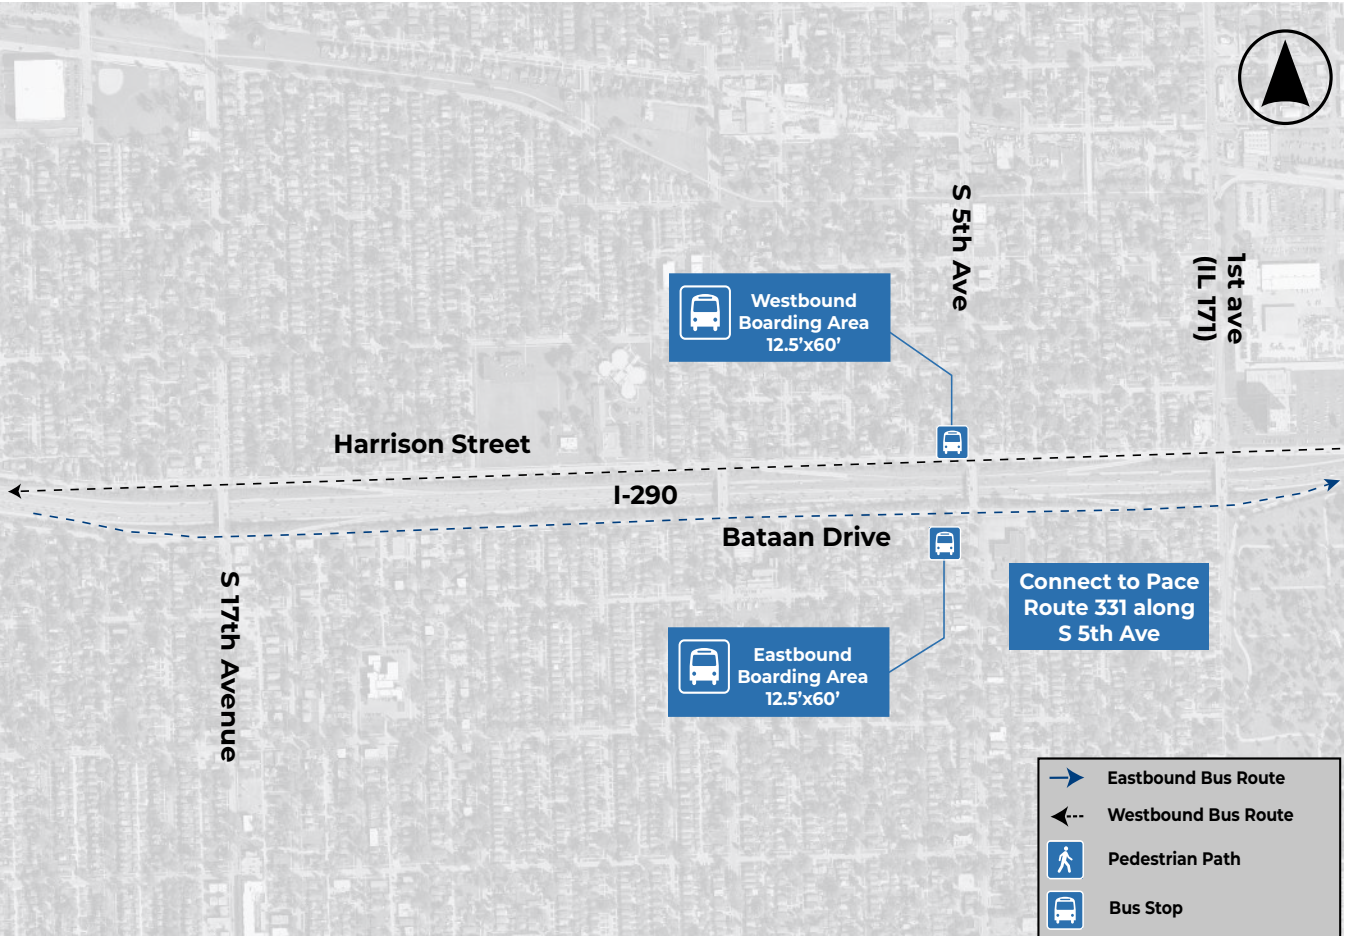 S 5th Ave
1st ave
(IL 171)
Westbound
Boarding Area
12.5’x60’
Harrison Street
I-290
Bataan Drive
S 17th Avenue
Connect to Pace
Route 331 along
S 5th Ave
Eastbound
Boarding Area
12.5’x60’
Eastbound Bus Route
Westbound Bus Route
Pedestrian Path
Bus Stop